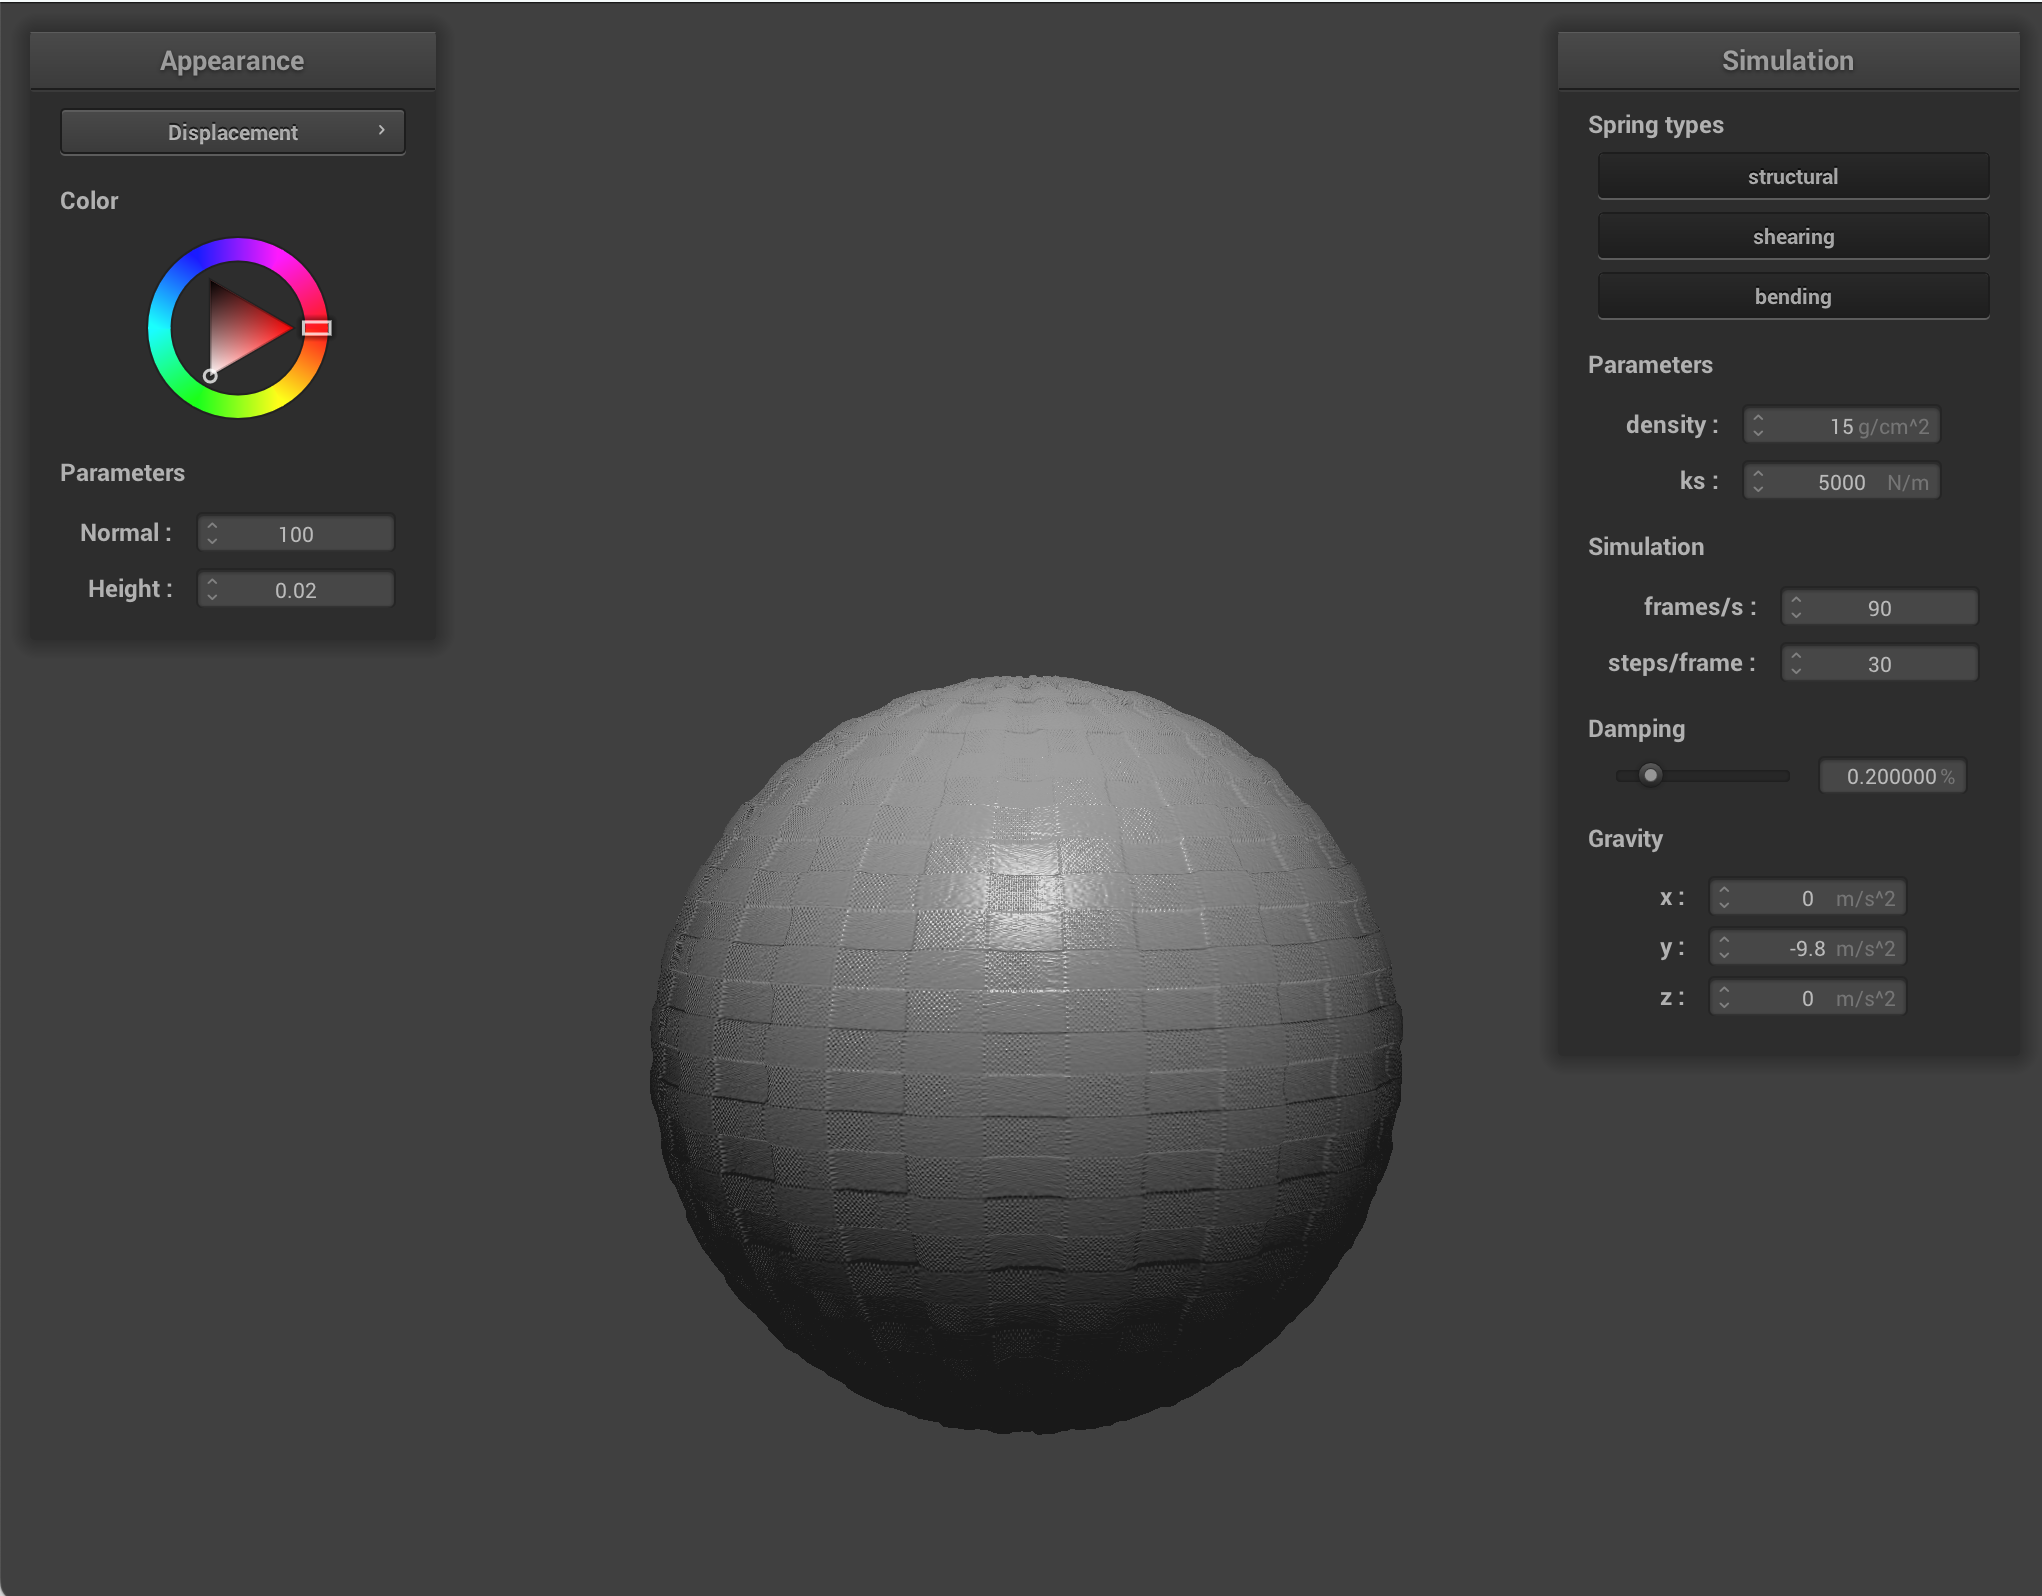 Appearance
Displacement
Color
Parameters
Normal : 100
Height : 0.02
Simulation
Spring types
structural
shearing
bending
Parameters
density : 15 g/cm^2
ks : 5000 N/m
Simulation
frames/s : 90
steps/frame : 30
Damping
0.200000 %
Gravity
x : 0 m/s^2
y : -9.8 m/s^2
z : 0 m/s^2